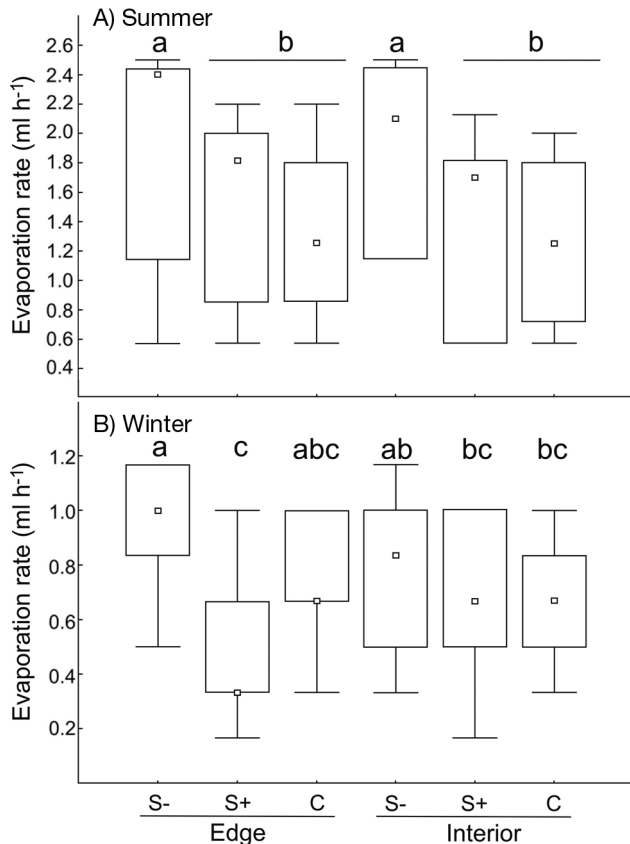 A) Summer
a b a b
Evaporation rate (ml h⁻¹)
2.6
2.4
2.2
2.0
1.8
1.6
1.4
1.2
1.0
0.8
0.6
0.4
B) Winter
a c abc ab bc bc
Evaporation rate (ml h⁻¹)
1.2
1.0
0.8
0.6
0.4
0.2
S- S+ C S- S+ C
Edge Interior